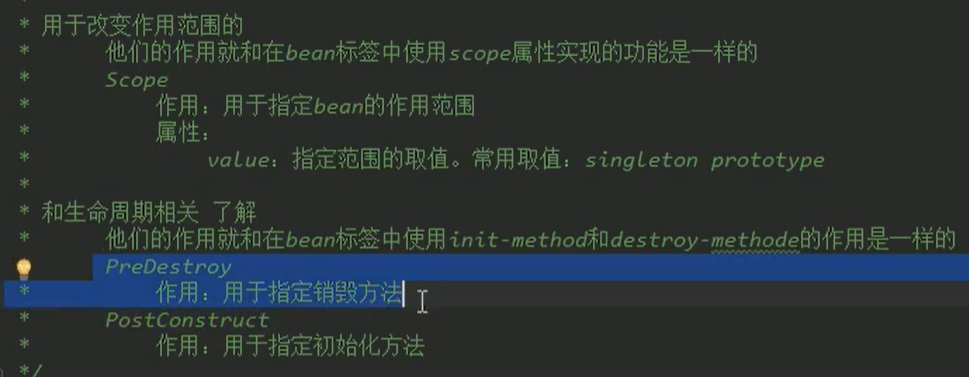 * 用于改变作用范围的
* 他们的作用就和在bean标签中使用scope属性实现的功能是一样的
* Scope
* 作用：用于指定bean的作用范围
* 属性：
* value：指定范围的取值。常用取值：singleton prototype
*
* 和生命周期相关 了解
* 他们的作用就和在bean标签中使用init-method和destroy-methode的作用是一样的
PreDestroy
* 作用：用于指定销毁方法
* PostConstruct
* 作用：用于指定初始化方法
*/